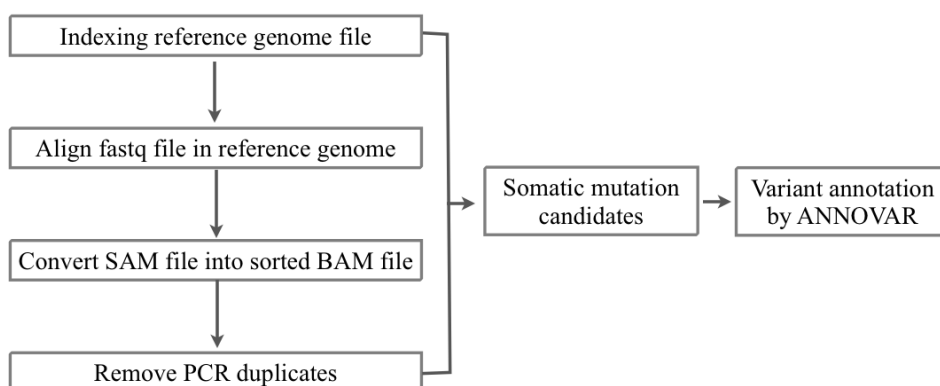 Indexing reference genome file
Align fastq file in reference genome
Convert SAM file into sorted BAM file
Remove PCR duplicates
Somatic mutation
candidates
Variant annotation
by ANNOVAR